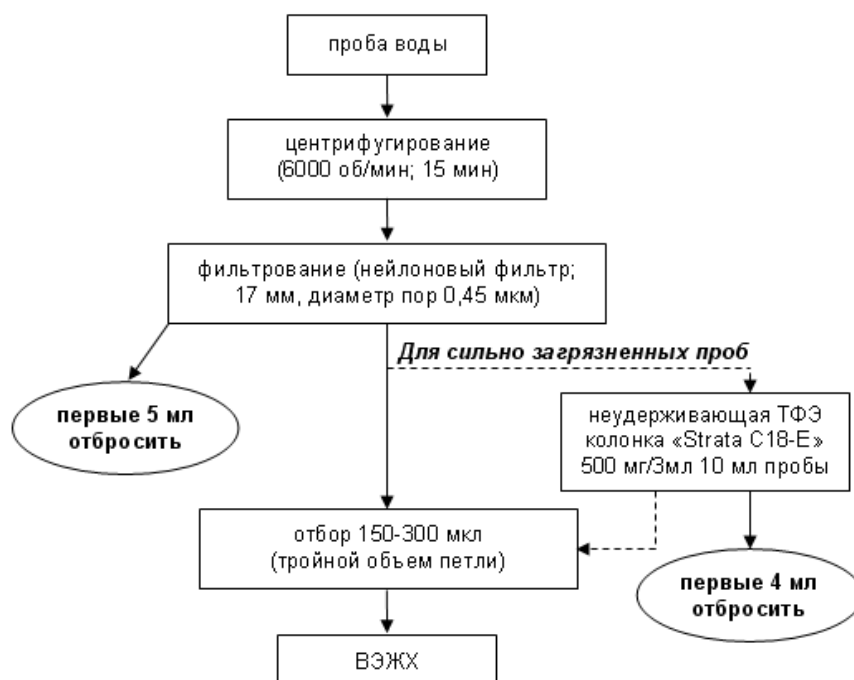 проба воды
центрифугирование
(6000 об/мин; 15 мин)
фильтрование (нейлоновый фильтр;
17 мм, диаметр пор 0,45 мкм)
Для сильно загрязненных проб
первые 5 мл
отбросить
неудерживающая ТФЭ
колонка «Strata C18-E»
500 мг/3мл 10 мл пробы
отбор 150-300 мкл
(тройной объем петли)
первые 4 мл
отбросить
ВЭЖХ